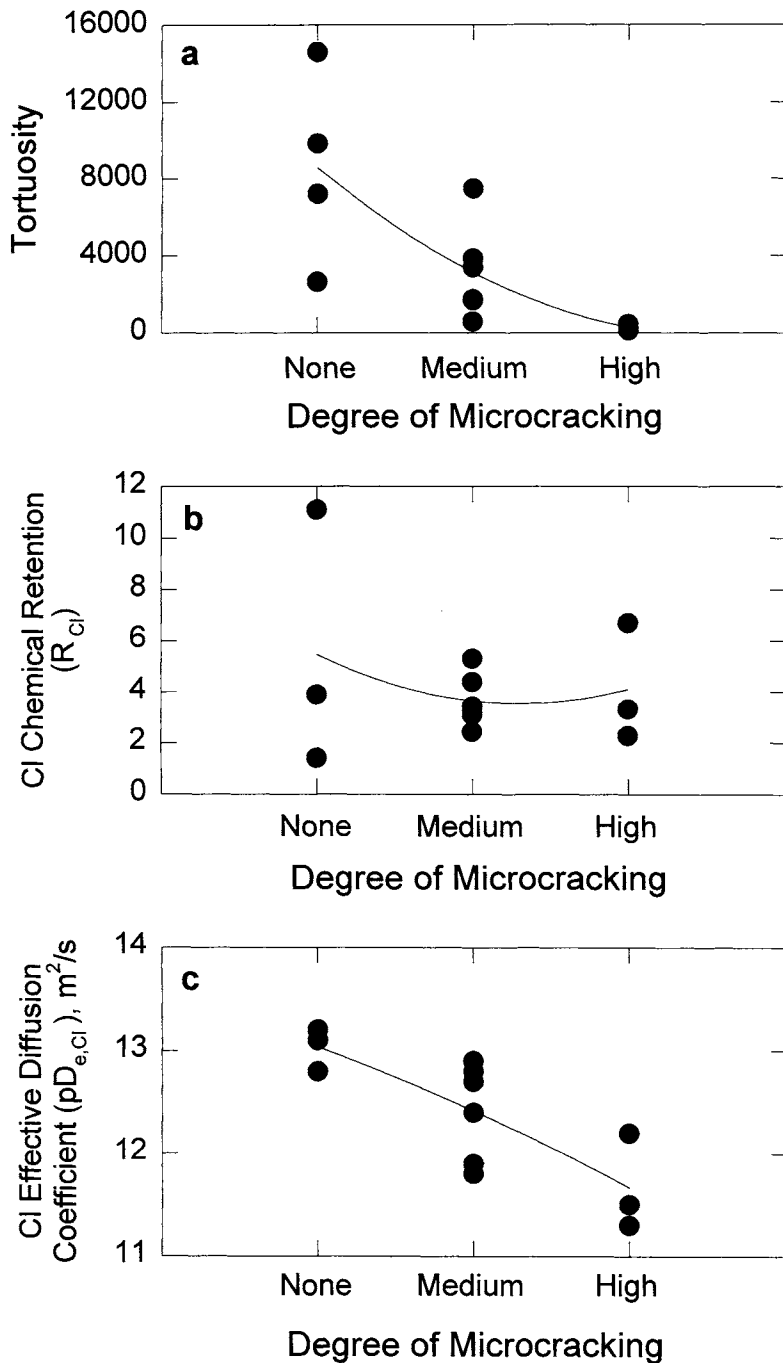 a
Tortuosity
16000
12000
8000
4000
0
None Medium High
Degree of Microcracking
b
Cl Chemical Retention
(R_Cl)
12
10
8
6
4
2
0
None Medium High
Degree of Microcracking
c
Cl Effective Diffusion
Coefficient (pD_e,Cl), m²/s
14
13
12
11
None Medium High
Degree of Microcracking